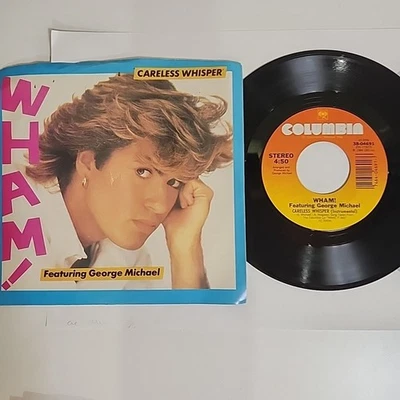 CARELESS WHISPER
WHAM!
Featuring George Michael
COLUMBIA
STEREO
4:50
38-04691
WHAM!
Featuring George Michael
CARELESS WHISPER (Instrumental)